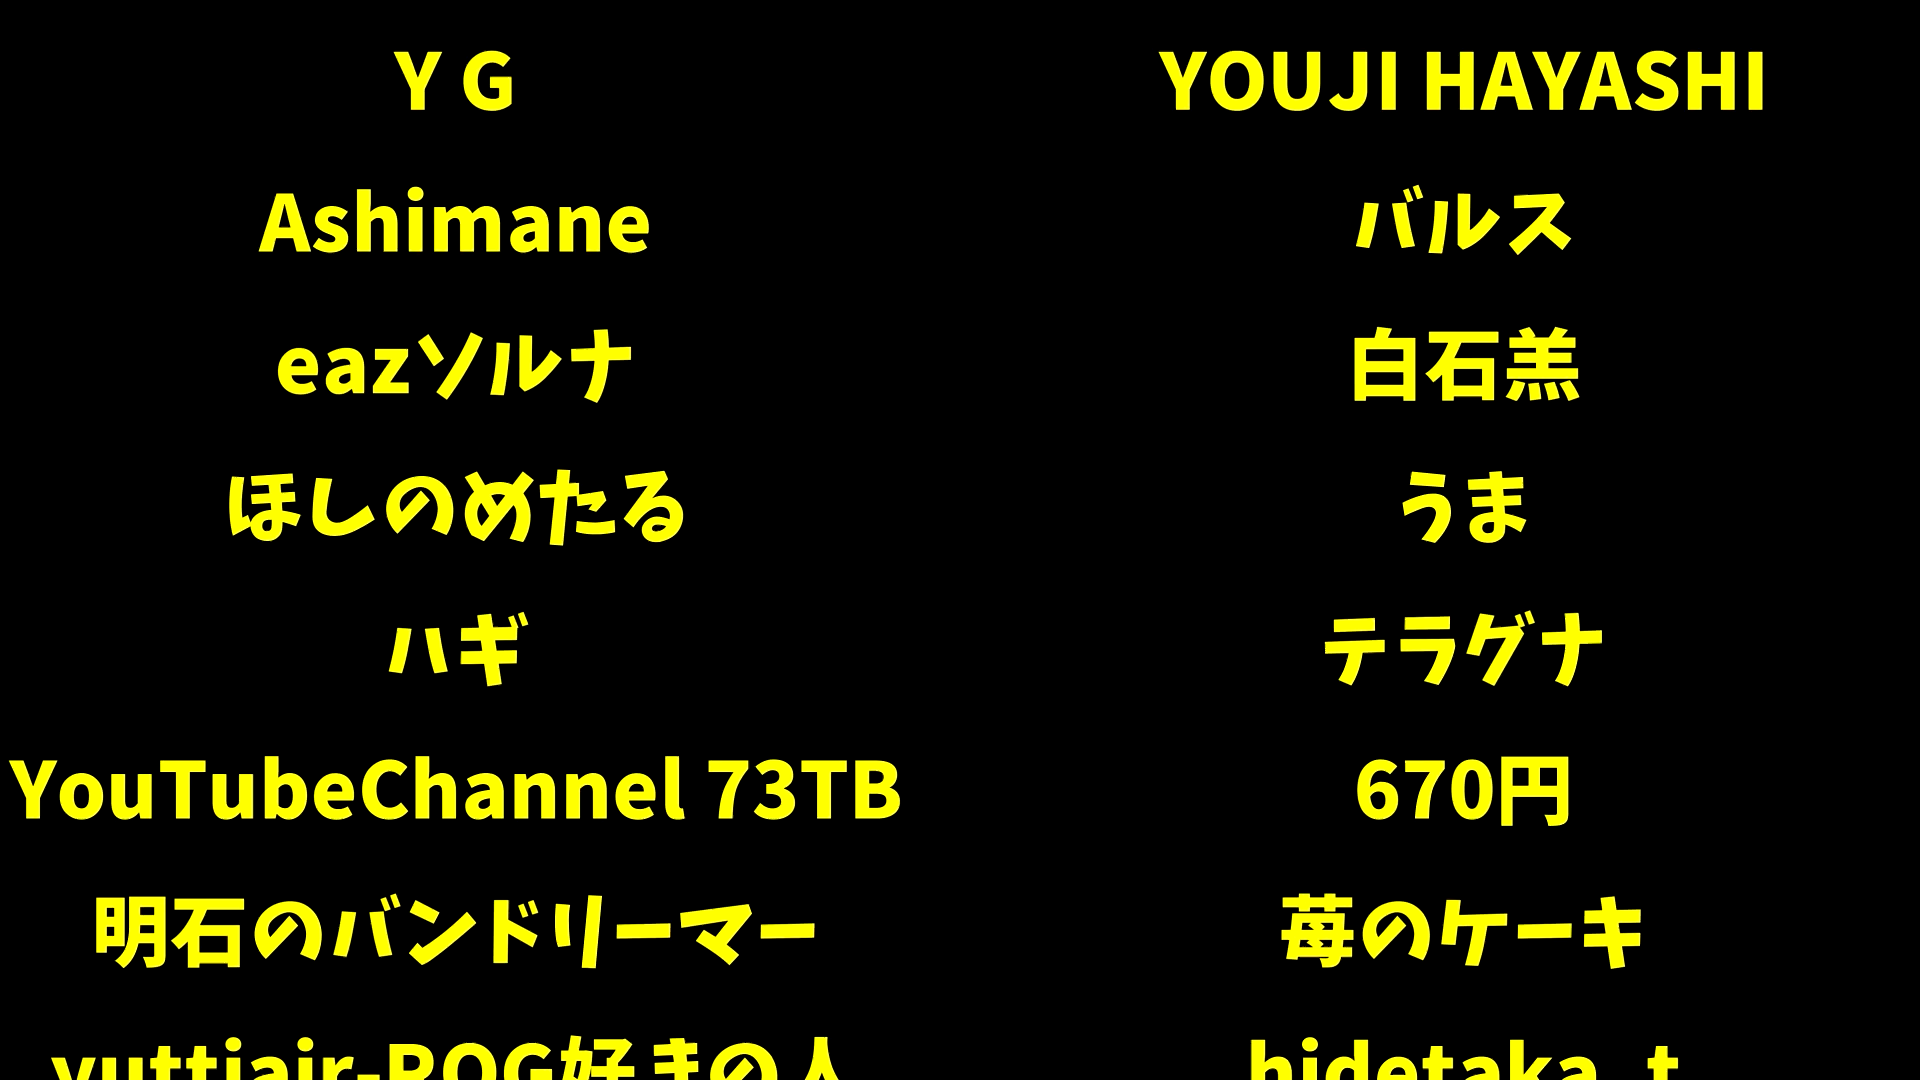 Y G
YOUJI HAYASHI
Ashimane
バルス
eazソルナ
白石羔
ほしのめたる
うま
ハギ
テラグナ
YouTubeChannel 73TB
670円
明石のバンドリーマー
苺のケーキ
hidetaka_t